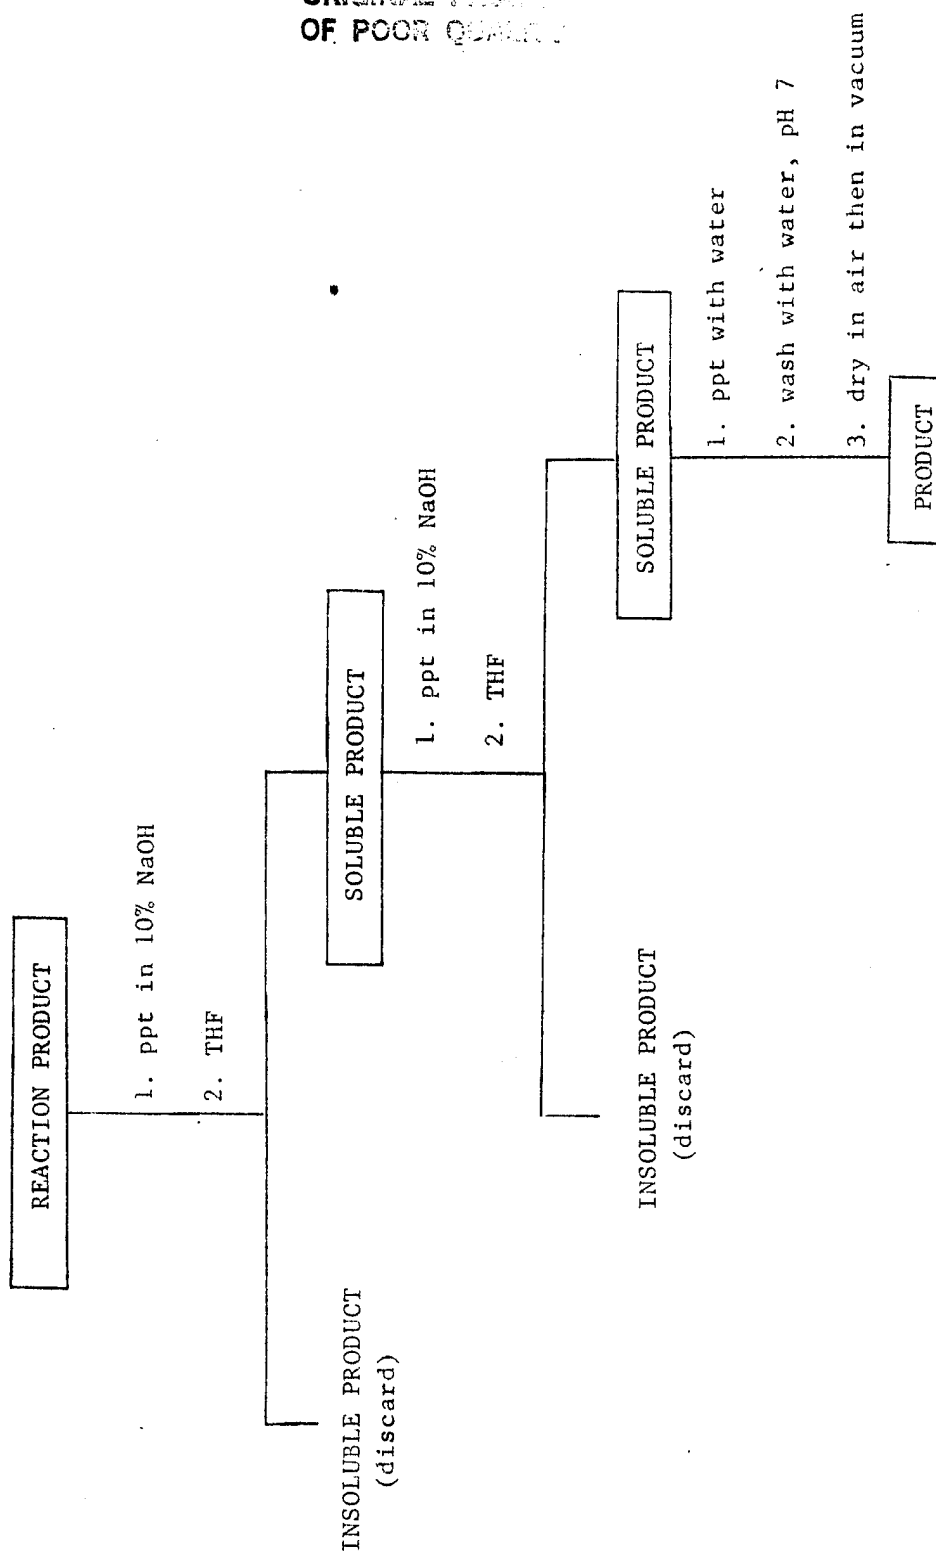 OF POOR
REACTION PRODUCT
1. ppt in 10% NaOH
2. THF
INSOLUBLE PRODUCT
(discard)
SOLUBLE PRODUCT
1. ppt in 10% NaOH
2. THF
INSOLUBLE PRODUCT
(discard)
SOLUBLE PRODUCT
1. ppt with water
2. wash with water, pH 7
3. dry in air then in vacuum
PRODUCT